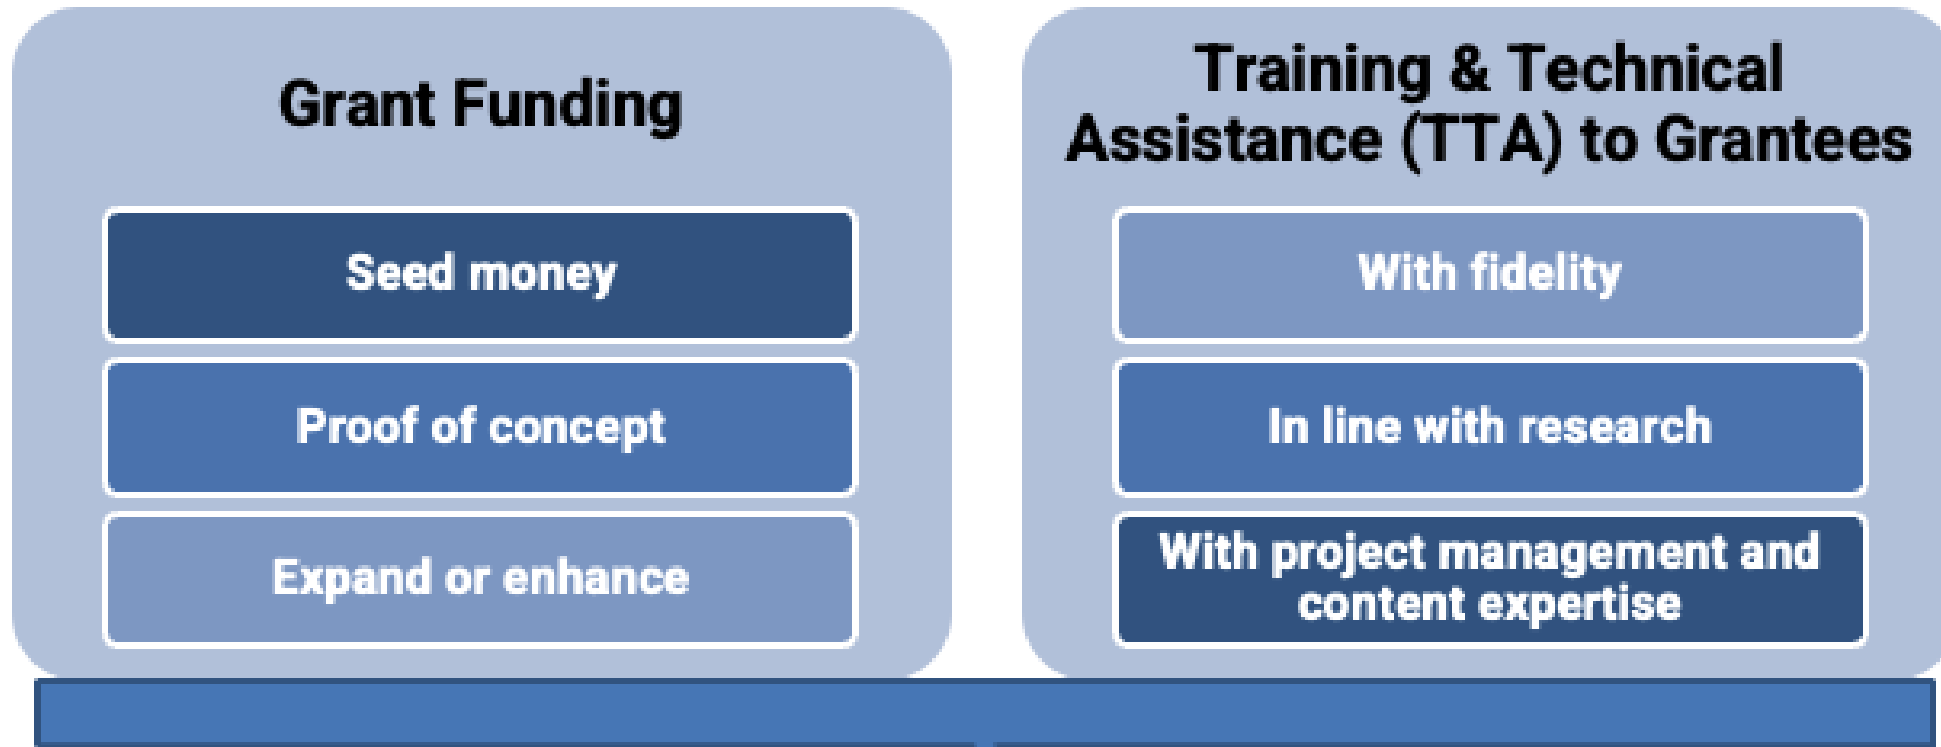 Grant Funding
Seed money
Proof of concept
Expand or enhance
Training & Technical
Assistance (TTA) to Grantees
With fidelity
In line with research
With project management and
content expertise